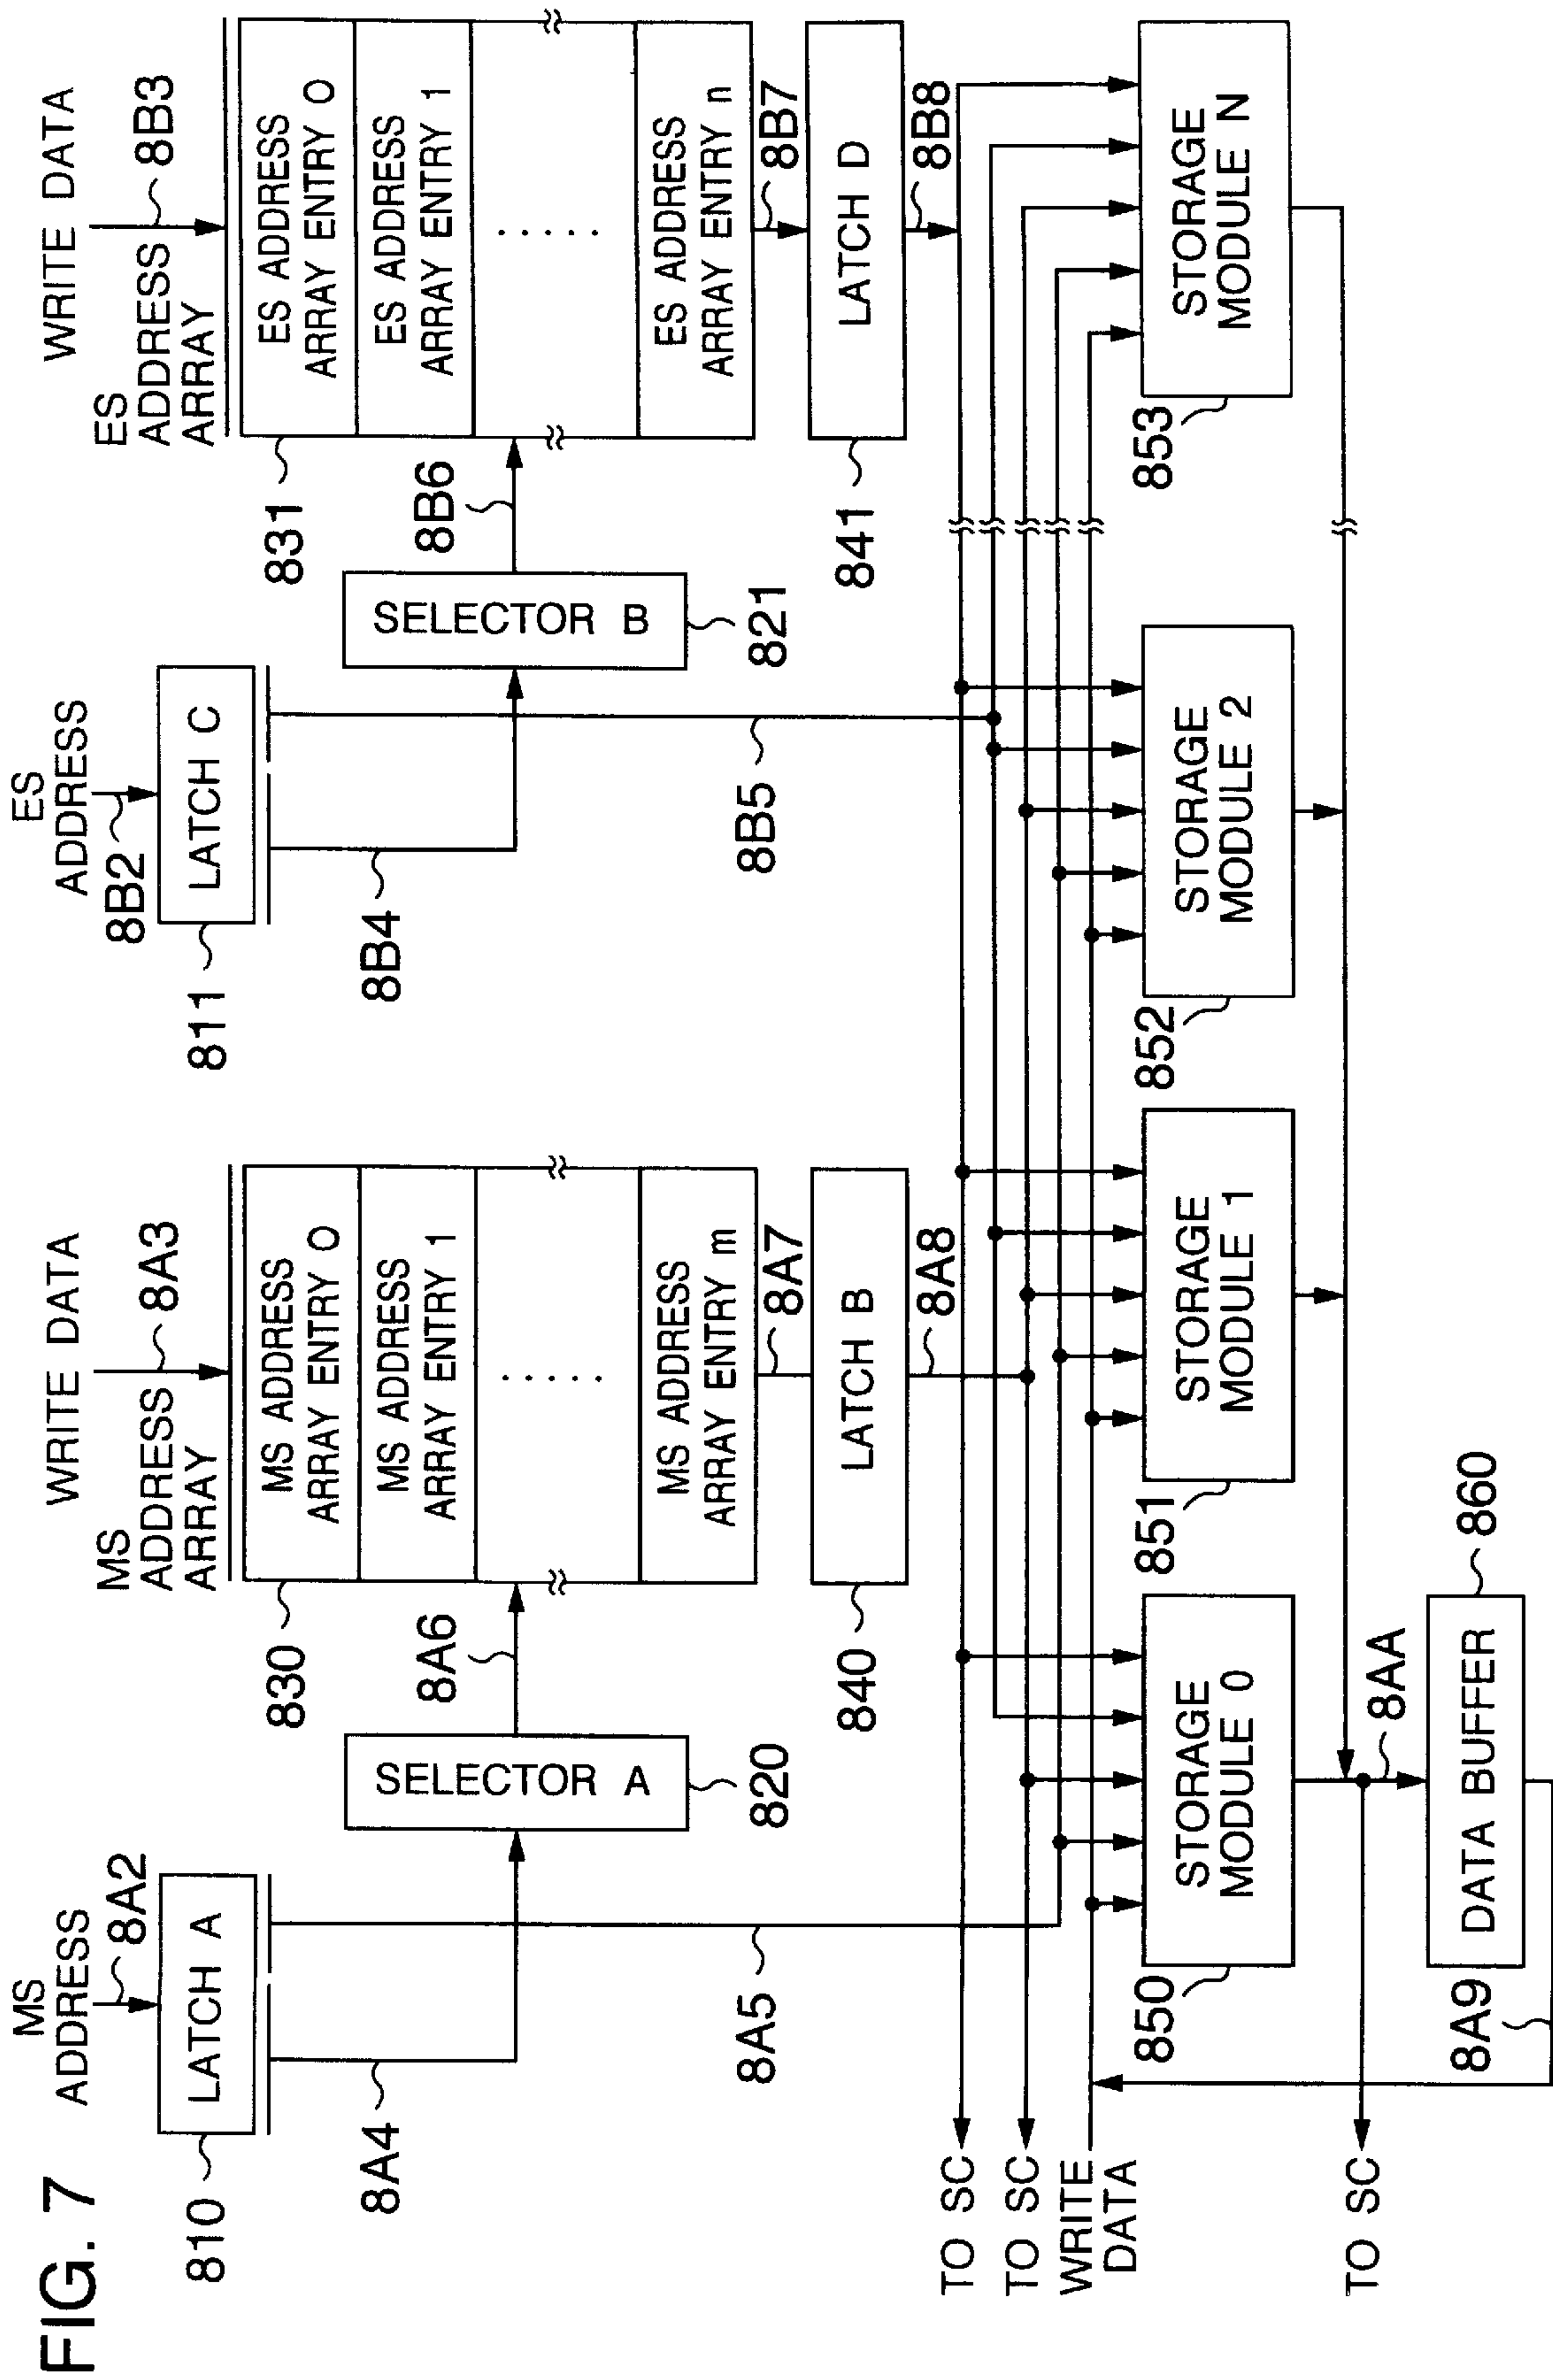 FIG. 7
MS
ADDRESS
8A2
LATCH A
810
8A4
8A5
SELECTOR A
820
8A6
WRITE DATA
8A3
MS
ADDRESS
ARRAY
MS ADDRESS
ARRAY ENTRY 0
MS ADDRESS
ARRAY ENTRY 1
. . . . .
MS ADDRESS
ARRAY ENTRY m
830
8A7
LATCH B
840
8A8
ES
ADDRESS
8B2
LATCH C
811
8B4
8B5
SELECTOR B
821
8B6
WRITE DATA
8B3
ES
ADDRESS
ARRAY
ES ADDRESS
ARRAY ENTRY 0
ES ADDRESS
ARRAY ENTRY 1
. . . . .
ES ADDRESS
ARRAY ENTRY n
831
8B7
LATCH D
841
8B8
TO SC
TO SC
WRITE
DATA
STORAGE
MODULE 0
850
STORAGE
MODULE 1
851
STORAGE
MODULE 2
852
STORAGE
MODULE N
853
TO SC
8AA
DATA BUFFER
860
8A9